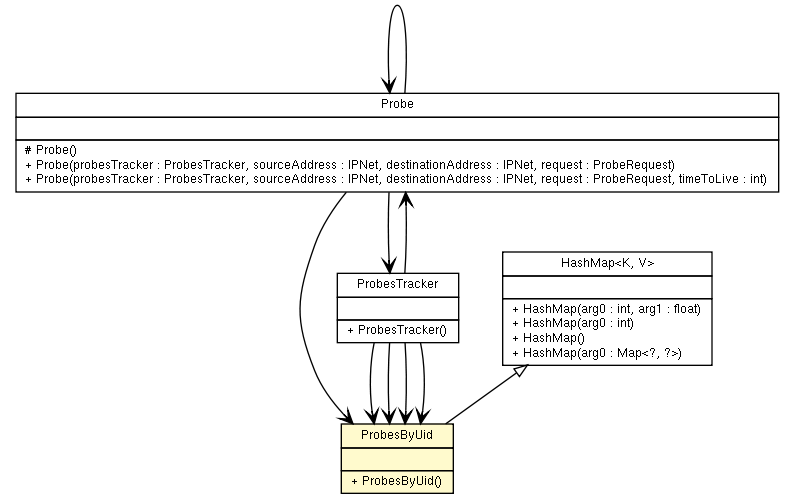 Probe
# Probe()
+ Probe(probesTracker : ProbesTracker, sourceAddress : IPNet, destinationAddress : IPNet, request : ProbeRequest)
+ Probe(probesTracker : ProbesTracker, sourceAddress : IPNet, destinationAddress : IPNet, request : ProbeRequest, timeToLive : int)
HashMap<K, V>
+ HashMap(arg0 : int, arg1 : float)
+ HashMap(arg0 : int)
+ HashMap()
+ HashMap(arg0 : Map<?, ?>)
ProbesTracker
+ ProbesTracker()
ProbesByUid
+ ProbesByUid()